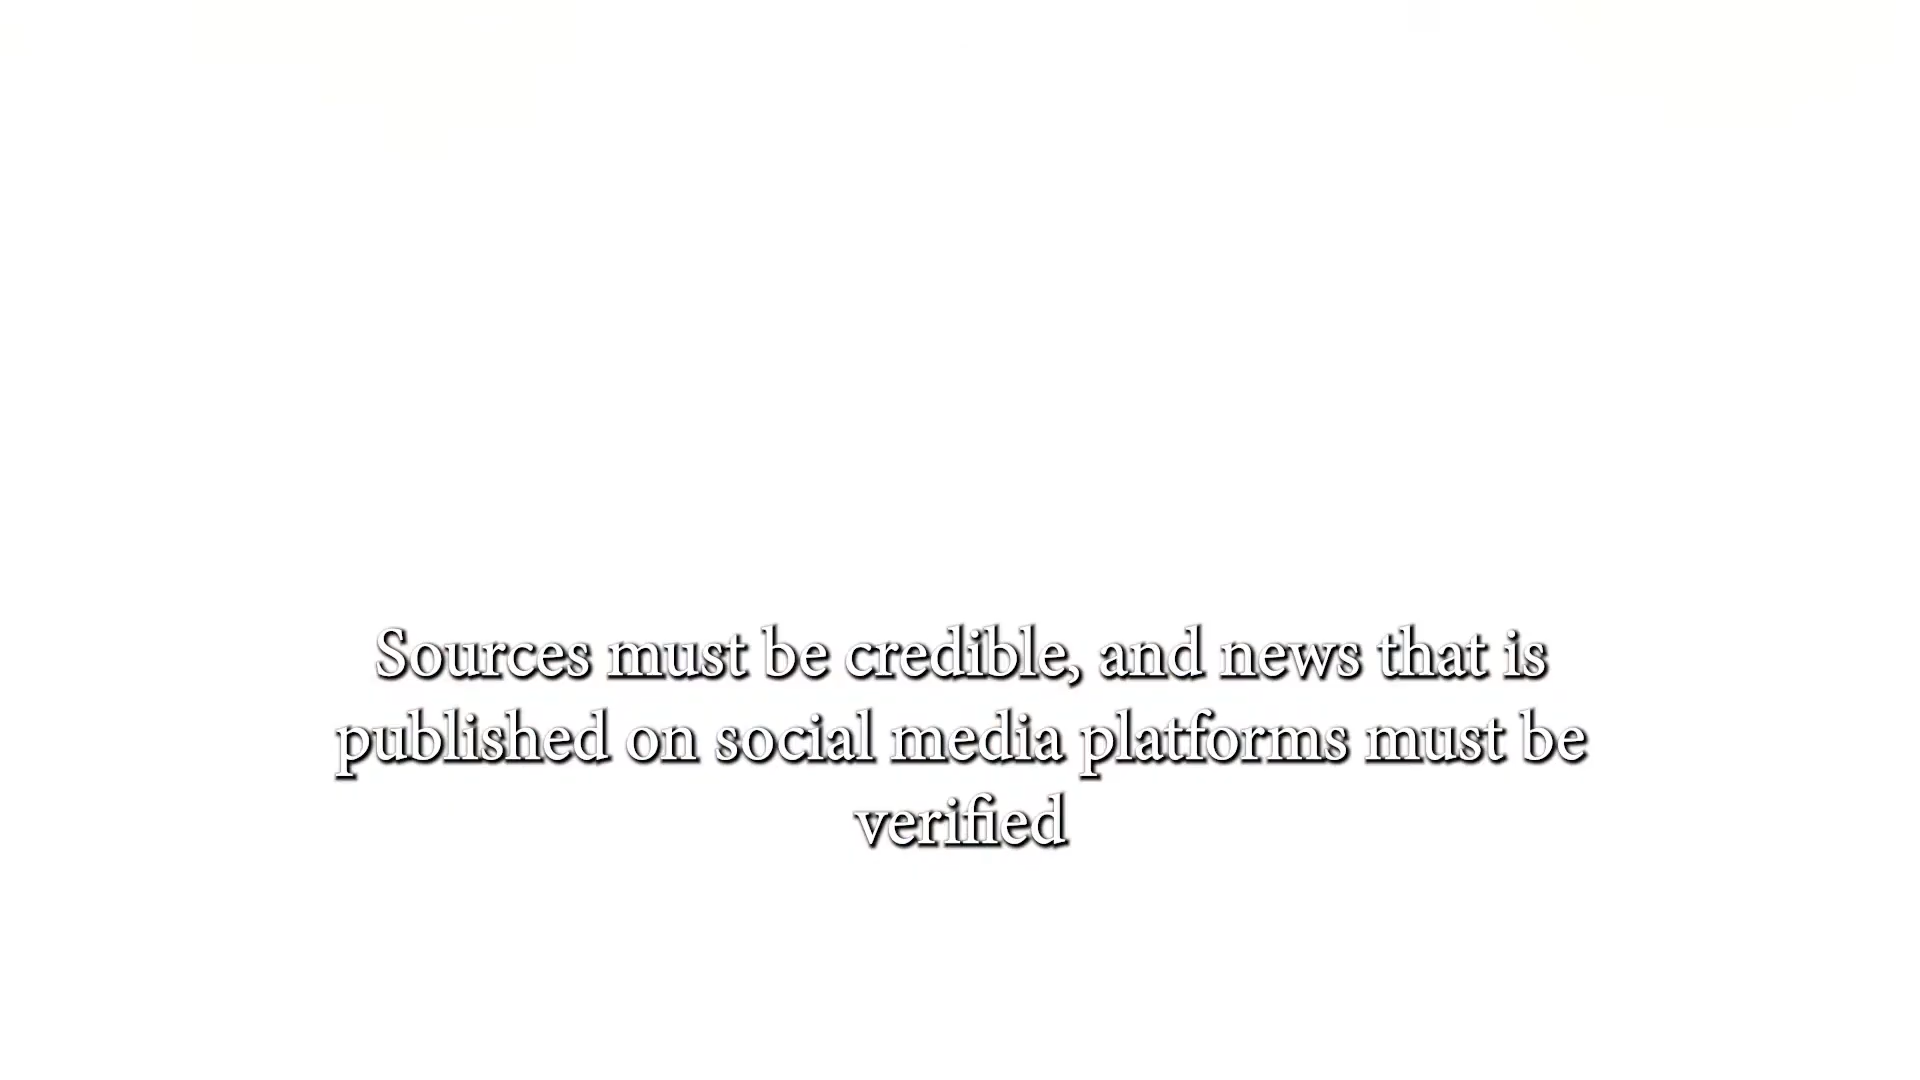 Sources must be credible, and news that is
published on social media platforms must be
verified